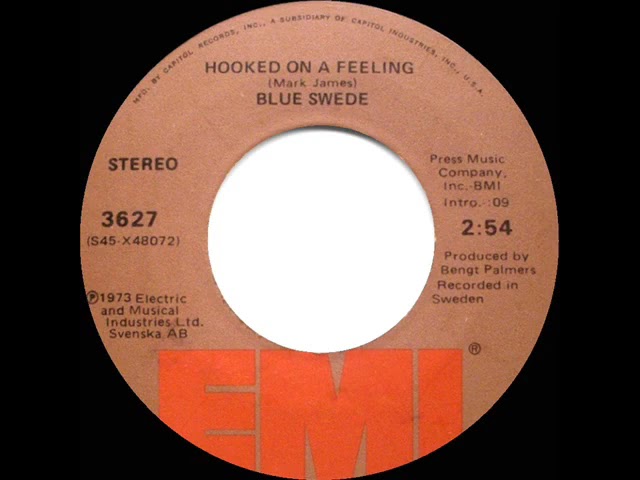 MFD. BY CAPITOL RECORDS, INC., A SUBSIDIARY OF CAPITOL INDUSTRIES, INC., U.S.A.
HOOKED ON A FEELING
(Mark James)
BLUE SWEDE
STEREO
3627
(S45-X48072)
Press Music
Company,
Inc.-BMI
Intro.-:09
2:54
Produced by
Bengt Palmers
Recorded in
Sweden
℗1973 Electric
and Musical
Industries Ltd.
Svenska AB
EMI®